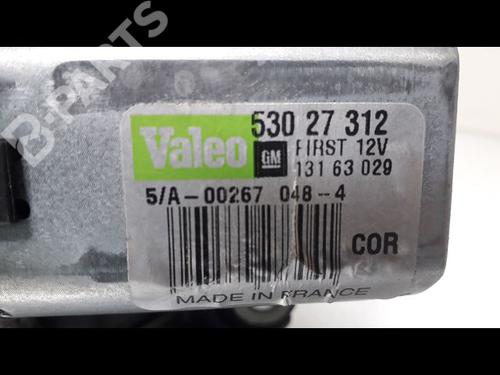 B-PARTS
Valeo 530 27 312
GM FIRST 12V
131 63 029
5/A-00267 048-4
COR
MADE IN FRANCE